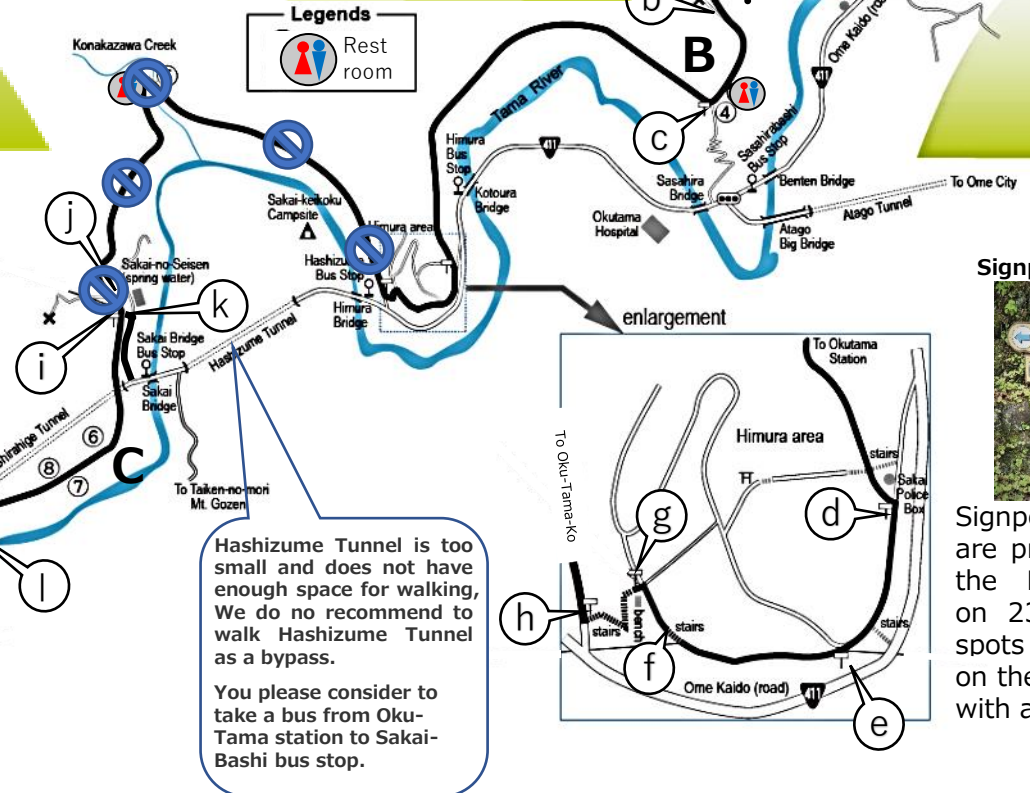 Legends
Rest
room
Konakazawa Creek
b
B
Ome Kaido (road)
411
Tama River
4
c
Himura
Bus
Stop
411
Sasahirabashi
Bus Stop
Kotoura
Bridge
Sasahira
Bridge
Benten Bridge
To Ome City
Atago Tunnel
Atago
Big Bridge
Okutama
Hospital
Sakai-keikoku
Campsite
Himura area
Bus Stop
Himura
Bridge
j
Sakai-no-Seisen
(spring water)
k
i
Sakai Bridge
Bus Stop
Hashizume Tunnel
Sakai
Bridge
6
8
7
C
To Taiken-no-mori
Mt. Gozen
l
Hashizume Tunnel is too
small and does not have
enough space for walking,
We do no recommend to
walk Hashizume Tunnel
as a bypass.
You please consider to
take a bus from Oku-
Tama station to Sakai-
Bashi bus stop.
enlargement
To Okutama
Station
Himura area
stairs
Sakai
Police
Box
d
To Oku-Tama-Ko
g
h
stairs
bench
stairs
f
stairs
Ome Kaido (road)
411
e
Signpo
are pr
the
on 23
spots
on the
with a